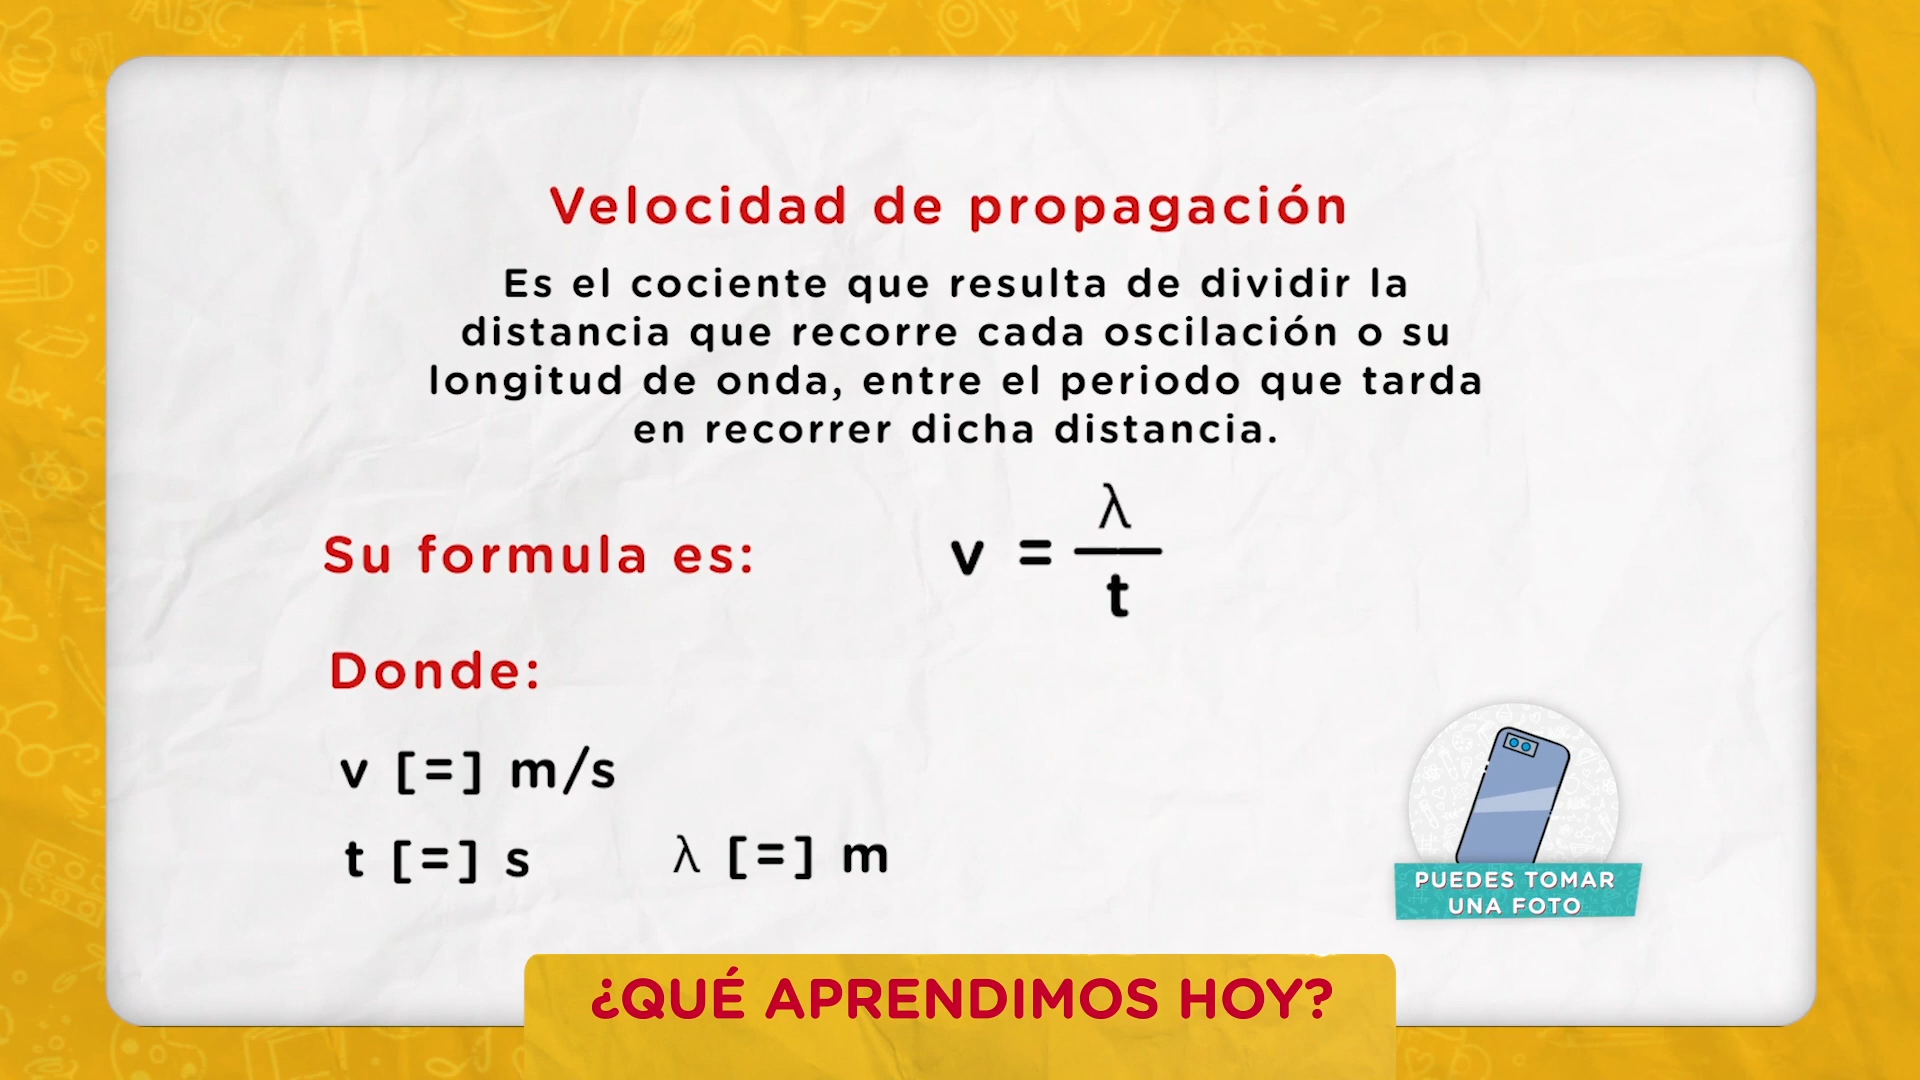 Velocidad de propagación
Es el cociente que resulta de dividir la
distancia que recorre cada oscilación o su
longitud de onda, entre el periodo que tarda
en recorrer dicha distancia.
Su formula es:
v = λ/t
Donde:
v [=] m/s
t [=] s λ [=] m
PUEDES TOMAR
UNA FOTO
¿QUÉ APRENDIMOS HOY?